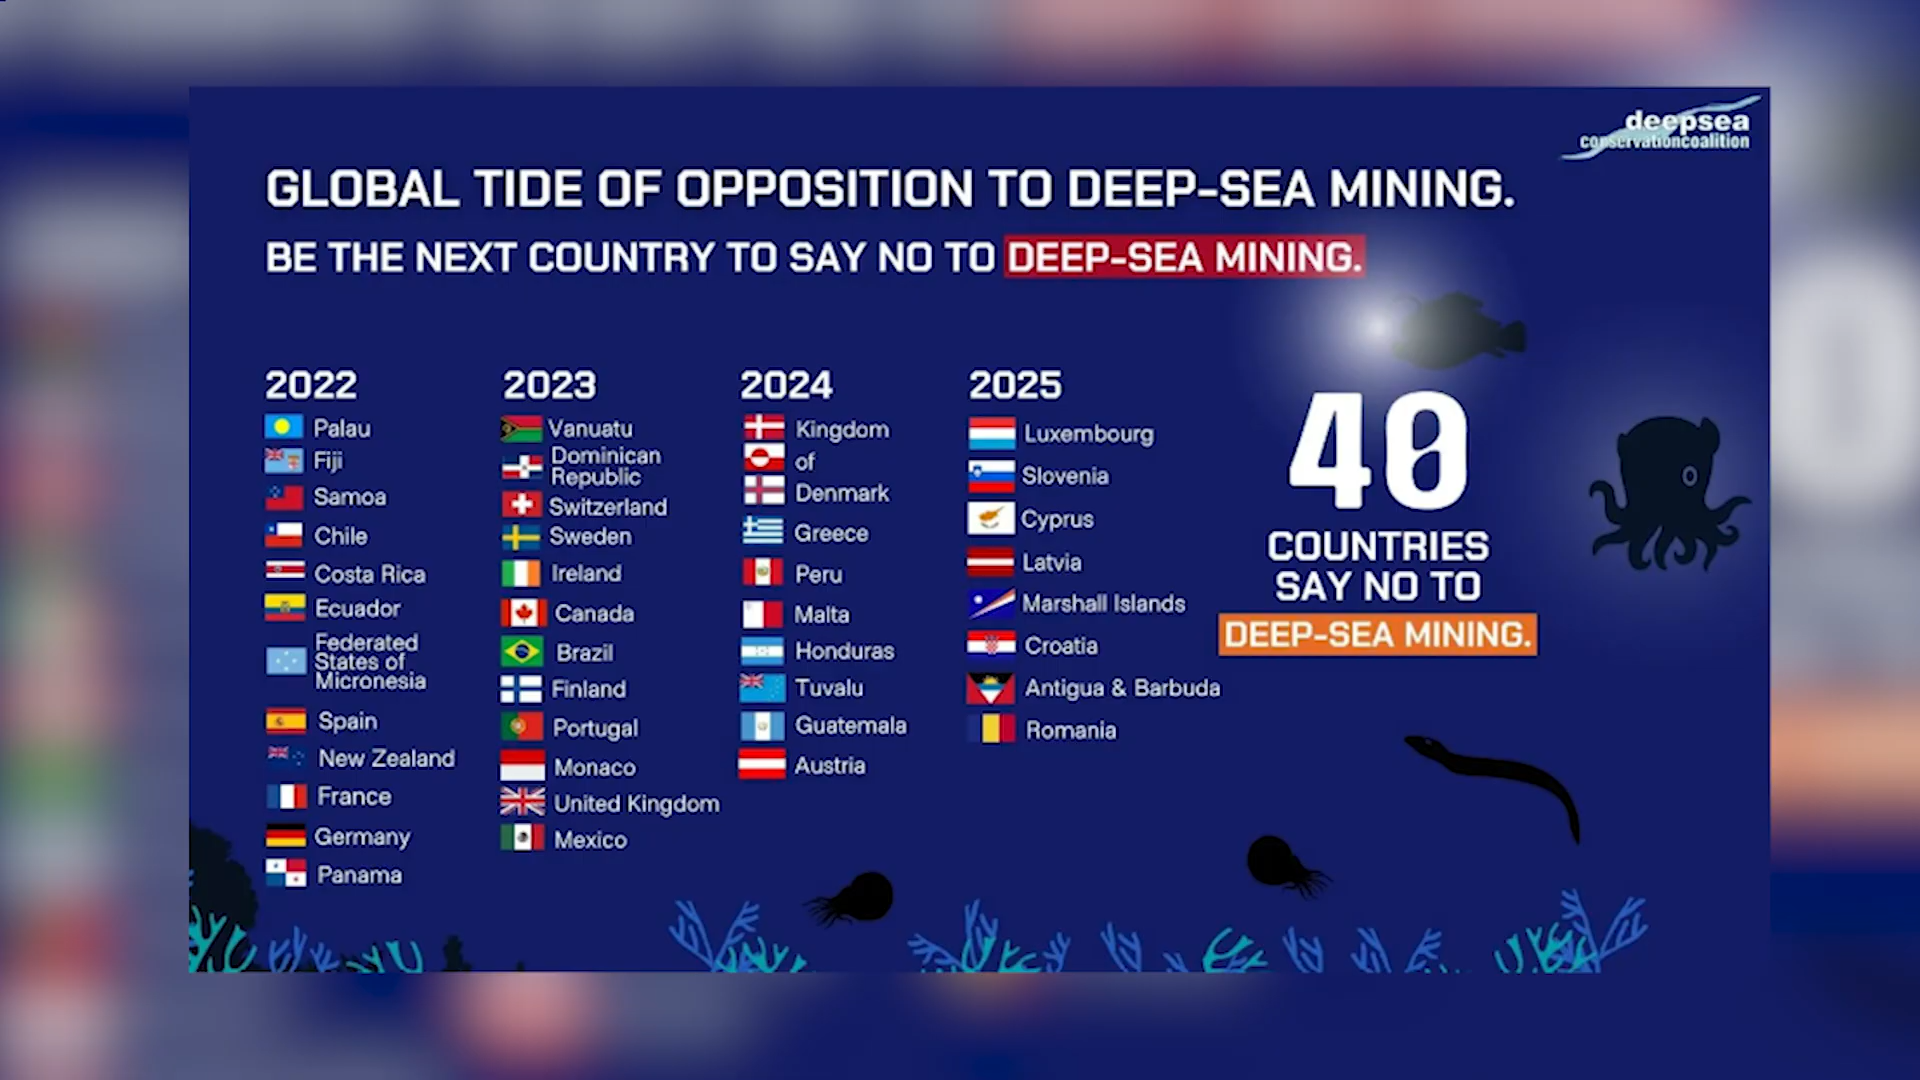 deepsea
conservationcoalition
GLOBAL TIDE OF OPPOSITION TO DEEP-SEA MINING.
BE THE NEXT COUNTRY TO SAY NO TO DEEP-SEA MINING.
2022
Palau
Fiji
Samoa
Chile
Costa Rica
Ecuador
Federated
States of
Micronesia
Spain
New Zealand
France
Germany
Panama
2023
Vanuatu
Dominican
Republic
Switzerland
Sweden
Ireland
Canada
Brazil
Finland
Portugal
Monaco
United Kingdom
Mexico
2024
Kingdom
of
Denmark
Greece
Peru
Malta
Honduras
Tuvalu
Guatemala
Austria
2025
Luxembourg
Slovenia
Cyprus
Latvia
Marshall Islands
Croatia
Antigua & Barbuda
Romania
40
COUNTRIES
SAY NO TO
DEEP-SEA MINING.